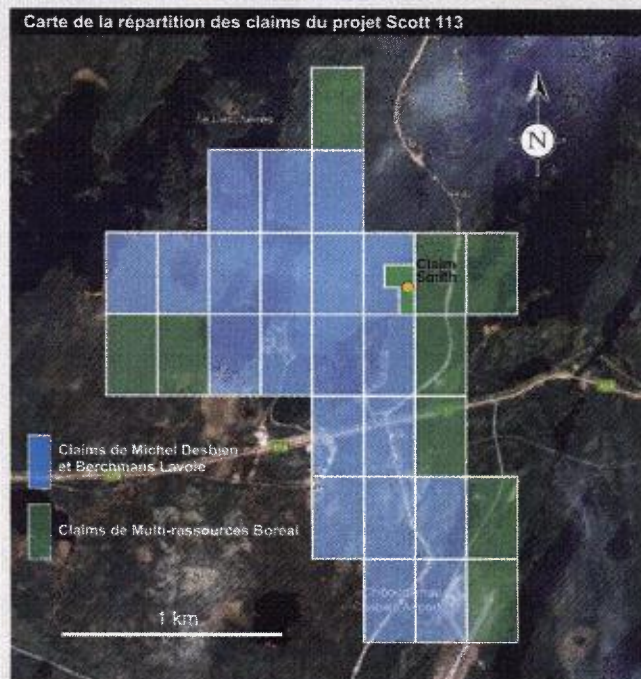 Carte de la répartition des claims du projet Scott 113
N
Claim
Smith
Claims de Michel Desbien
et Berchmans Lavoie
Claims de Multi-ressources Boréal
1 km